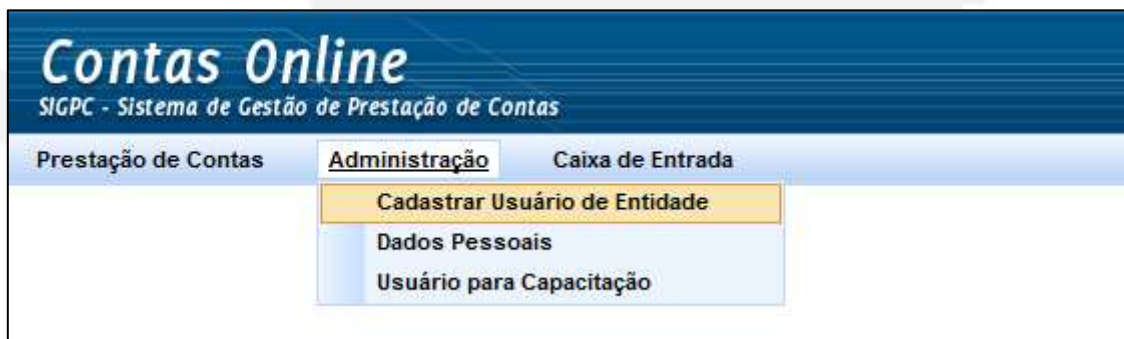 Contas Online
SIGPC - Sistema de Gestão de Prestação de Contas
Prestação de Contas Administração Caixa de Entrada
Cadastrar Usuário de Entidade
Dados Pessoais
Usuário para Capacitação